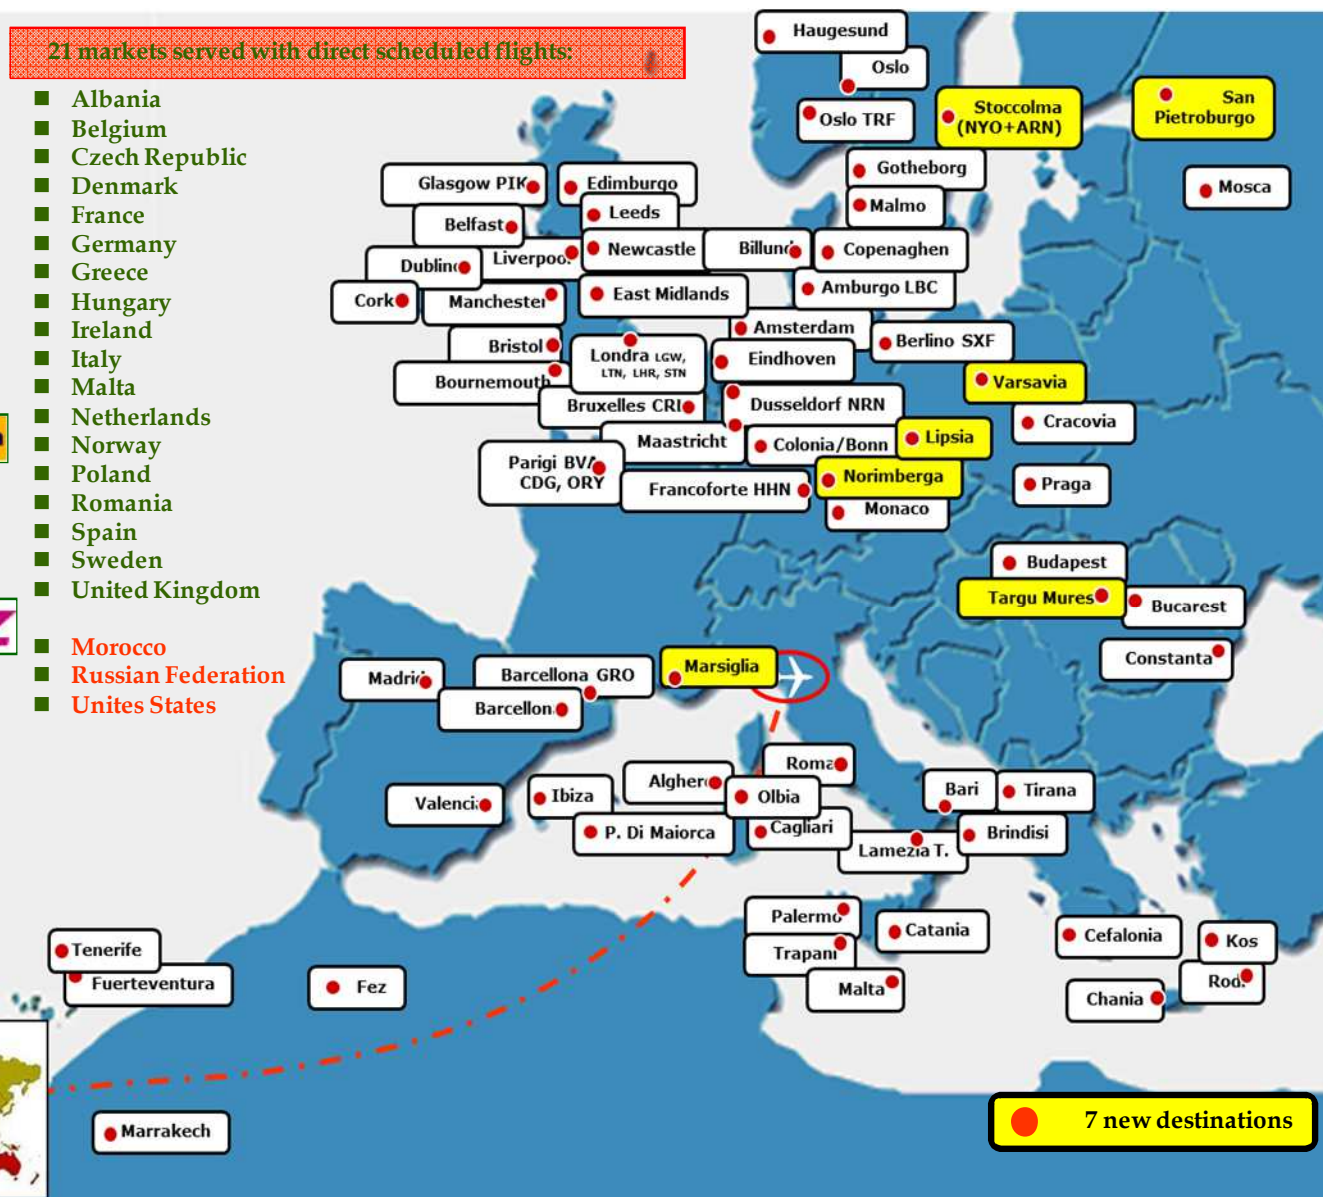 21 markets served with direct scheduled flights:
Albania
Belgium
Czech Republic
Denmark
France
Germany
Greece
Hungary
Ireland
Italy
Malta
Netherlands
Norway
Poland
Romania
Spain
Sweden
United Kingdom
Morocco
Russian Federation
Unites States
Haugesund
Oslo
Oslo TRF
Stoccolma
(NYO+ARN)
San
Pietroburgo
Mosca
Gotheborg
Malmo
Glasgow PIK
Edimburgo
Leeds
Belfast
Newcastle
Liverpool
Billund
Copenaghen
Dublino
Cork
Manchester
East Midlands
Amburgo LBC
Amsterdam
Berlino SXF
Bristol
Londra LGW,
LTN, LHR, STN
Eindhoven
Bournemouth
Varsavia
Bruxelles CRL
Dusseldorf NRN
Cracovia
Maastricht
Colonia/Bonn
Lipsia
Parigi BVA
CDG, ORY
Francoforte HHN
Norimberga
Praga
Monaco
Budapest
Targu Mures
Bucarest
Constanta
Madrid
Barcellona GRO
Marsiglia
Barcellona
Roma
Alghero
Olbia
Valencia
Ibiza
Bari
Tirana
P. Di Maiorca
Cagliari
Lamezia T.
Brindisi
Palermo
Catania
Trapani
Malta
Cefalonia
Kos
Rodi
Chania
Tenerife
Fuerteventura
Fez
Marrakech
7 new destinations